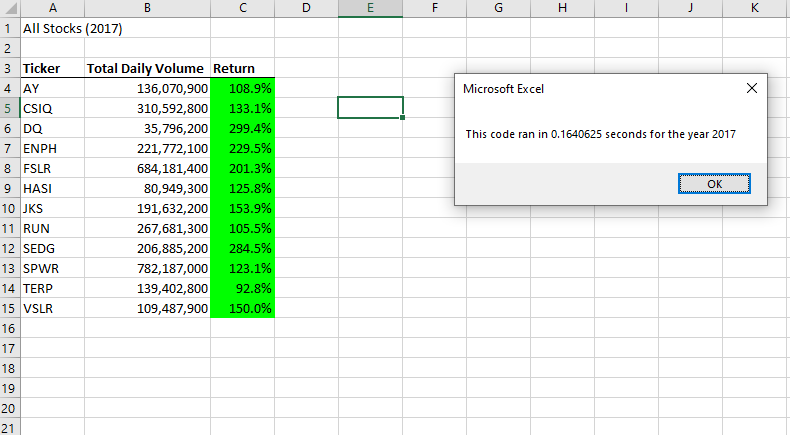 A B C D E F G H I J K
1 All Stocks (2017)
2
3 Ticker Total Daily Volume Return
4 AY 136,070,900 108.9%
5 CSIQ 310,592,800 133.1%
6 DQ 35,796,200 299.4%
7 ENPH 221,772,100 229.5%
8 FSLR 684,181,400 201.3%
9 HASI 80,949,300 125.8%
10 JKS 191,632,200 153.9%
11 RUN 267,681,300 105.5%
12 SEDG 206,885,200 284.5%
13 SPWR 782,187,000 123.1%
14 TERP 139,402,800 92.8%
15 VSLR 109,487,900 150.0%
16
17
18
19
20
21
Microsoft Excel
This code ran in 0.1640625 seconds for the year 2017
OK